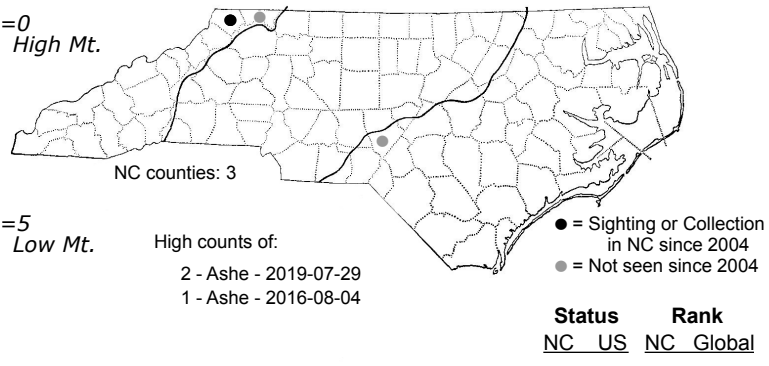 =0
High Mt.
NC counties: 3
=5
Low Mt.
High counts of:
2 - Ashe - 2019-07-29
1 - Ashe - 2016-08-04
= Sighting or Collection
in NC since 2004
= Not seen since 2004
Status Rank
NC US NC Global